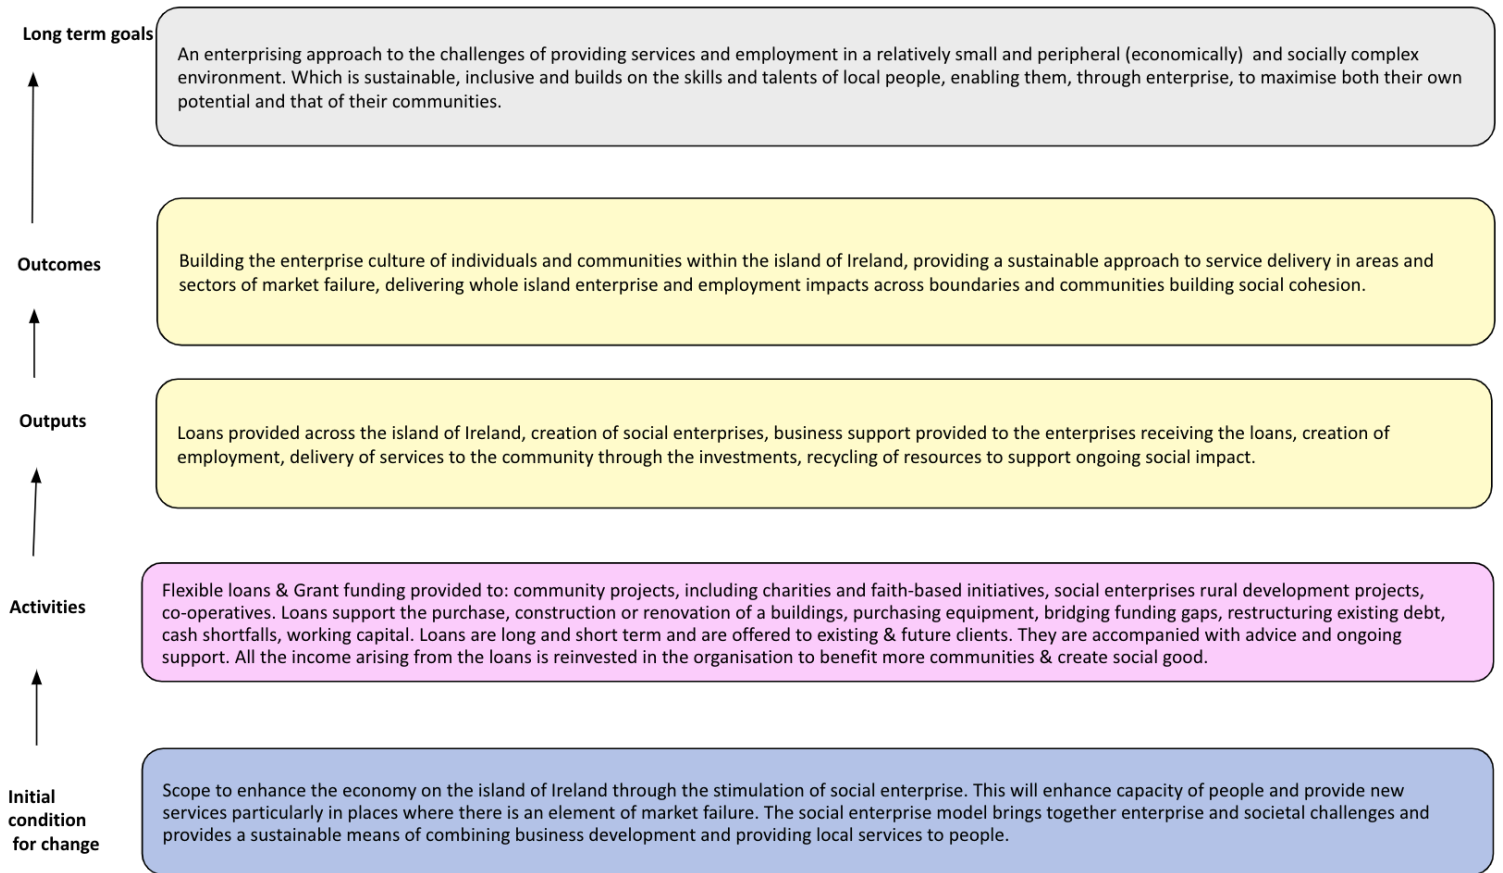 Long term goals
An enterprising approach to the challenges of providing services and employment in a relatively small and peripheral (economically)  and socially complex
environment. Which is sustainable, inclusive and builds on the skills and talents of local people, enabling them, through enterprise, to maximise both their own
potential and that of their communities.
Outcomes
Building the enterprise culture of individuals and communities within the island of Ireland, providing a sustainable approach to service delivery in areas and
sectors of market failure, delivering whole island enterprise and employment impacts across boundaries and communities building social cohesion.
Outputs
Loans provided across the island of Ireland, creation of social enterprises, business support provided to the enterprises receiving the loans, creation of
employment, delivery of services to the community through the investments, recycling of resources to support ongoing social impact.
Activities
Flexible loans & Grant funding provided to: community projects, including charities and faith-based initiatives, social enterprises rural development projects,
co-operatives. Loans support the purchase, construction or renovation of a buildings, purchasing equipment, bridging funding gaps, restructuring existing debt,
cash shortfalls, working capital. Loans are long and short term and are offered to existing & future clients. They are accompanied with advice and ongoing
support. All the income arising from the loans is reinvested in the organisation to benefit more communities & create social good.
Initial
condition
for change
Scope to enhance the economy on the island of Ireland through the stimulation of social enterprise. This will enhance capacity of people and provide new
services particularly in places where there is an element of market failure. The social enterprise model brings together enterprise and societal challenges and
provides a sustainable means of combining business development and providing local services to people.